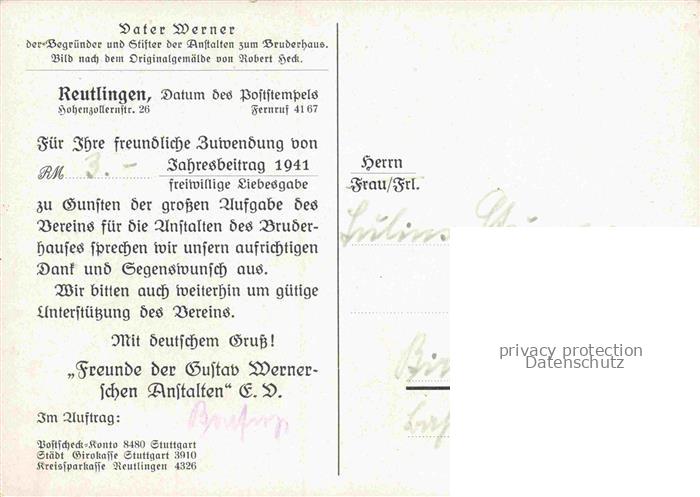 Vater Werner
der Begründer und Stifter der Anstalten zum Bruderhaus.
Bild nach dem Originalgemälde von Robert Heck.
Reutlingen, Datum des Poststempels
Hohenzollernstr. 26 Fernruf 41 67
Für Ihre freundliche Zuwendung von
RM 3.- Jahresbeitrag 1941
freiwillige Liebesgabe
zu Gunsten der großen Aufgabe des
Vereins für die Anstalten des Bruder-
hauses sprechen wir unsern aufrichtigen
Dank und Segenswunsch aus.
Wir bitten auch weiterhin um gütige
Unterstützung des Vereins.
Mit deutschem Gruß!
„Freunde der Gustav Werner-
schen Anstalten“ E. V.
Im Auftrag:
Postscheck-Konto 8480 Stuttgart
Städt Girokasse Stuttgart 3910
Kreissparkasse Reutlingen 4326
Herrn
Frau/Frl.
privacy protection
Datenschutz